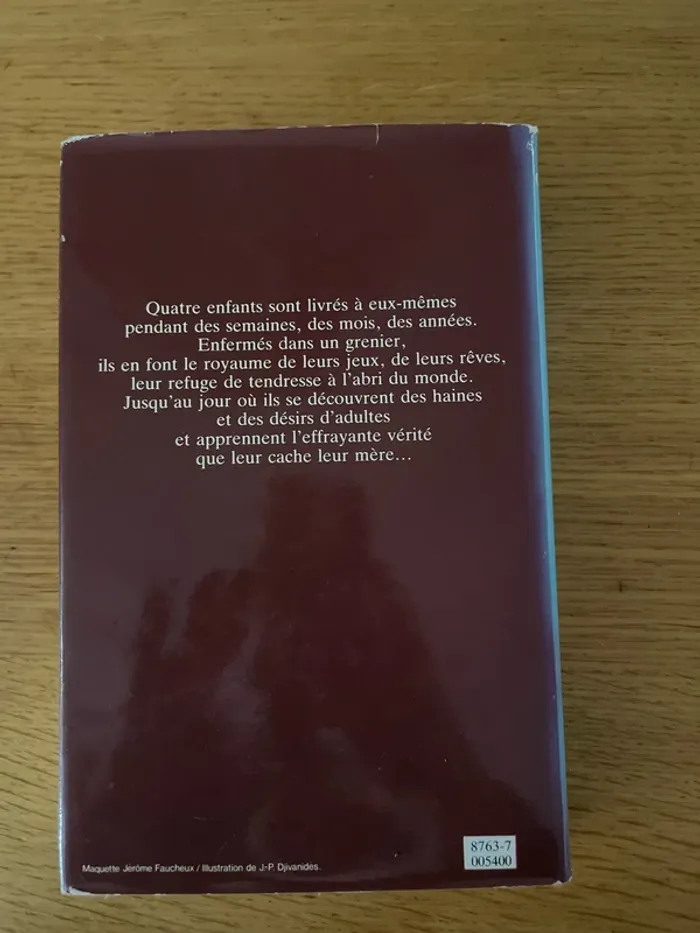 Quatre enfants sont livrés à eux-mêmes
pendant des semaines, des mois, des années.
Enfermés dans un grenier,
ils en font le royaume de leurs jeux, de leurs rêves,
leur refuge de tendresse à l'abri du monde.
Jusqu'au jour où ils se découvrent des haines
et des désirs d'adultes
et apprennent l'effrayante vérité
que leur cache leur mère...
8763-7
005400
Maquette Jérôme Faucheux / Illustration de J-P. Djivanides.